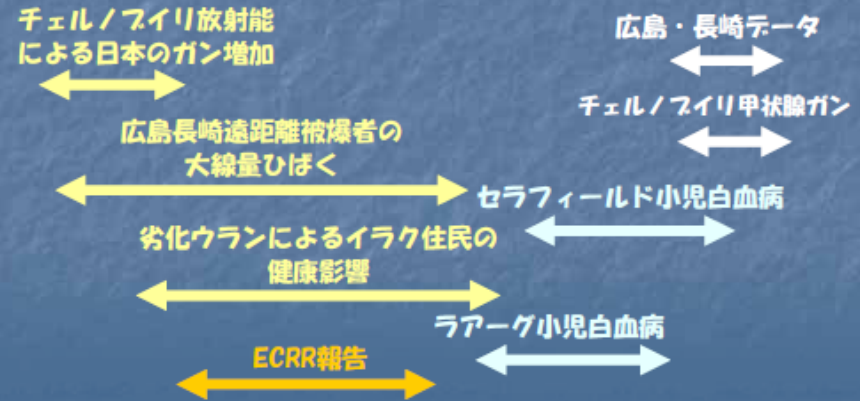 チェルノブイリ放射能
による日本のガン増加
広島・長崎データ
チェルノブイリ甲状腺ガン
広島長崎遠距離被爆者の
大線量ひばく
セラフィールド小児白血病
劣化ウランによるイラク住民の
健康影響
ラアーグ小児白血病
ECRR報告